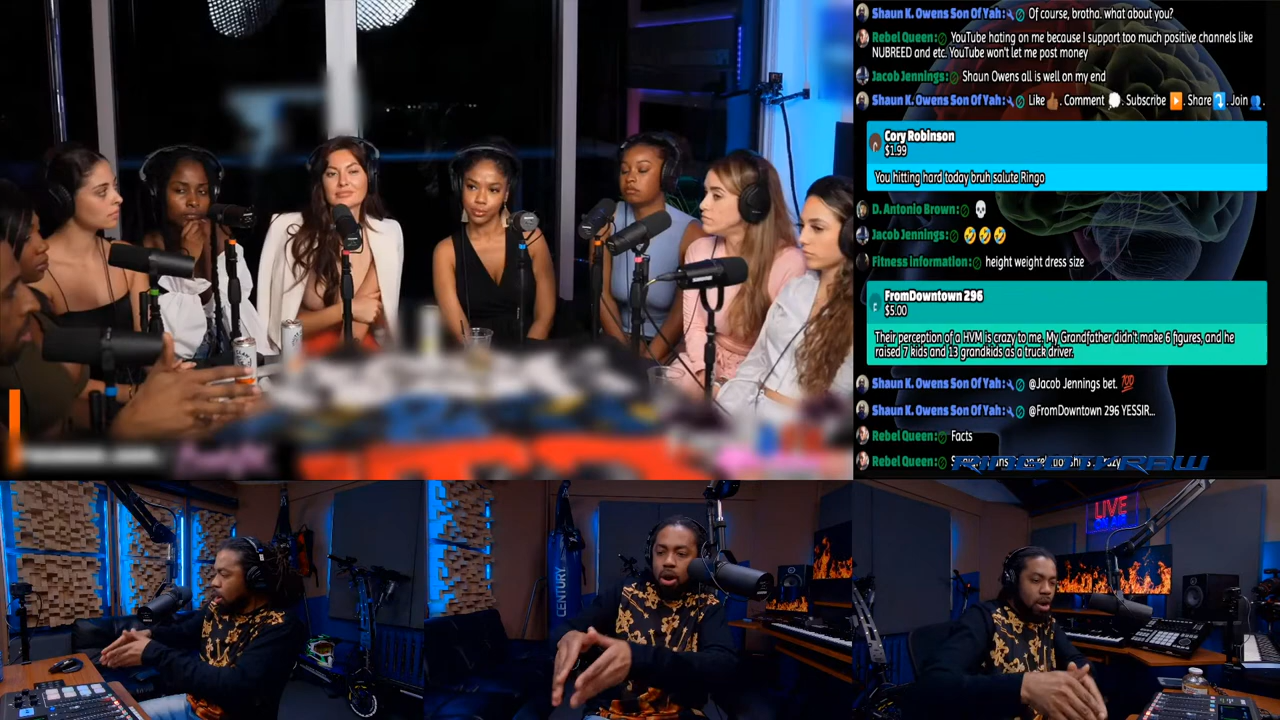 Shaun K. Owens Son Of Yah: Of course, brotha. what about you?
Rebel Queen: YouTube hating on me because I support too much positive channels like
NUBREED and etc. YouTube won't let me post money
Jacob Jennings: Shaun Owens all is well on my end
Shaun K. Owens Son Of Yah: Like 👍🏾. Comment 💭. Subscribe ▶️. Share ⤵️. Join 👥.
Cory Robinson
$1.99
You hitting hard today bruh salute Ringo
D. Antonio Brown: 💀
Jacob Jennings: 🤣🤣🤣
Fitness information: height weight dress size
FromDowntown 296
$5.00
Their perception of a HVM is crazy to me. My Grandfather didn't make 6 figures, and he
raised 7 kids and 13 grandkids as a truck driver.
Shaun K. Owens Son Of Yah: @Jacob Jennings bet. 💯
Shaun K. Owens Son Of Yah: @FromDowntown 296 YESSIR...
Rebel Queen: Facts
Rebel Queen: crazy
CENTURY
LIVE